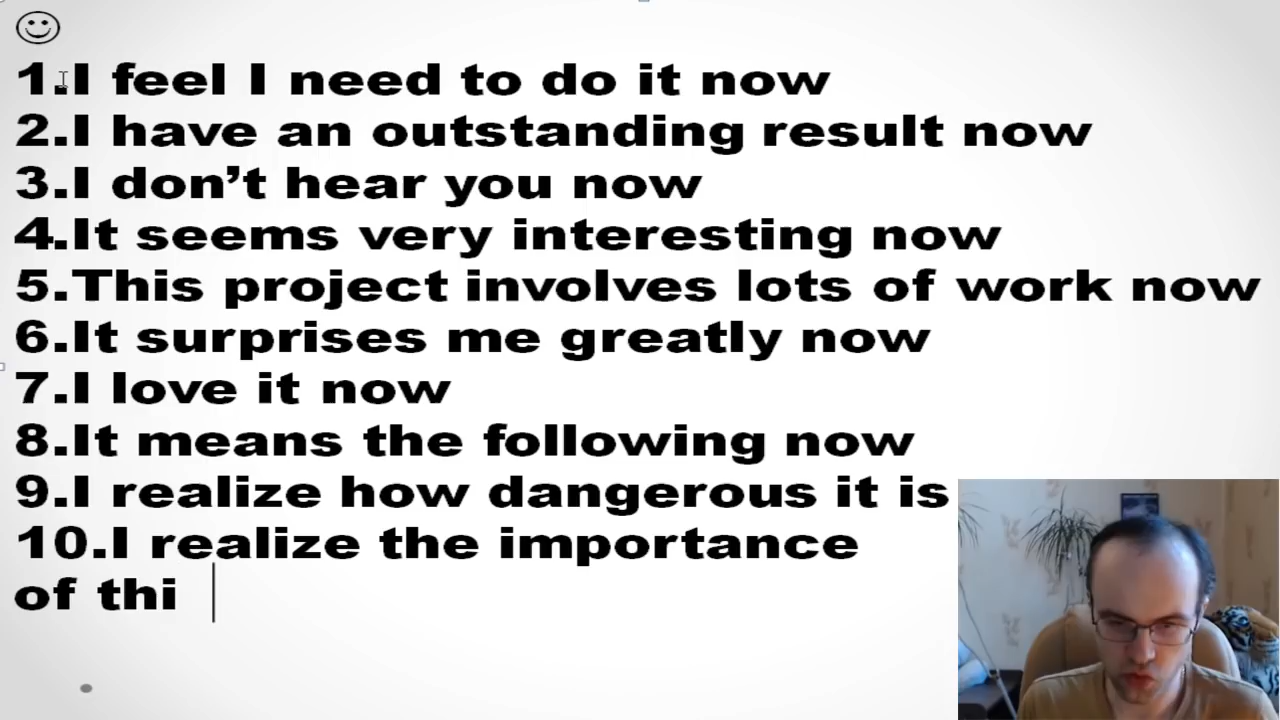 1.I feel I need to do it now
2.I have an outstanding result now
3.I don’t hear you now
4.It seems very interesting now
5.This project involves lots of work now
6.It surprises me greatly now
7.I love it now
8.It means the following now
9.I realize how dangerous it is
10.I realize the importance
of thi